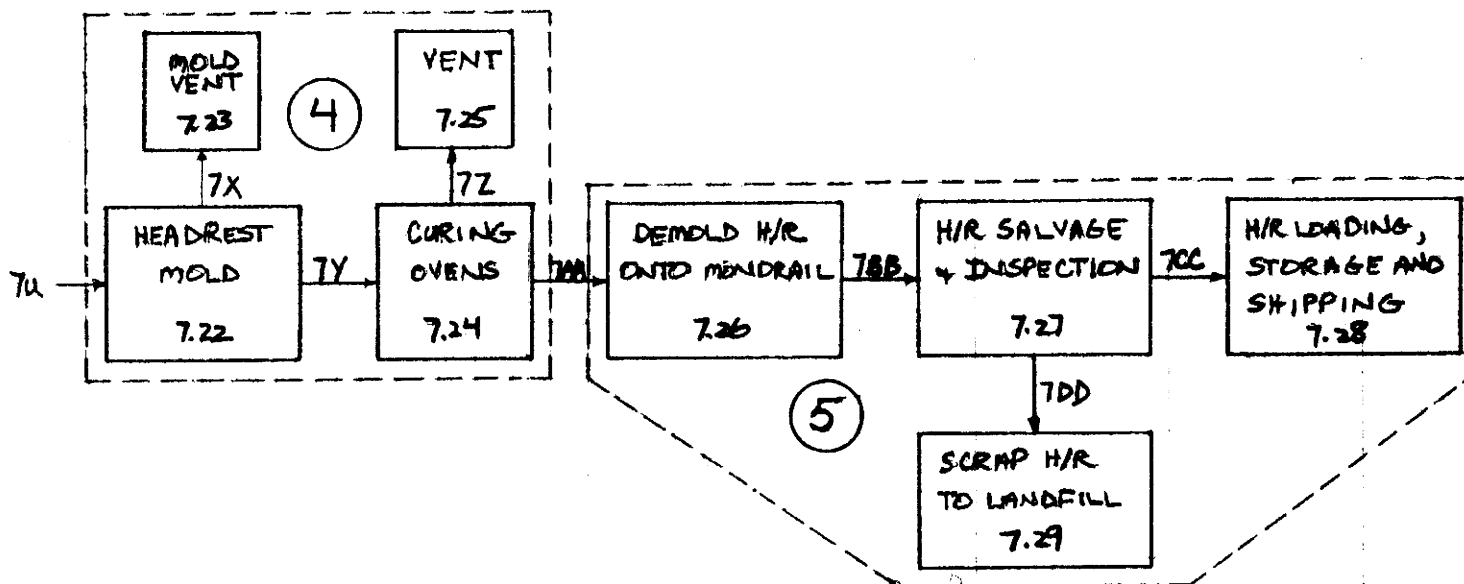 MOLD
VENT
7.23
4
VENT
7.25
7X
7Z
7U
HEADREST
MOLD
7.22
7Y
CURING
OVENS
7.24
7AA
DEMOLD H/R
ONTO MONDRAIL
7.26
7BB
H/R SALVAGE
+ INSPECTION
7.27
7CC
H/R LOADING,
STORAGE AND
SHIPPING
7.28
5
7DD
SCRAP H/R
TO LANDFILL
7.29